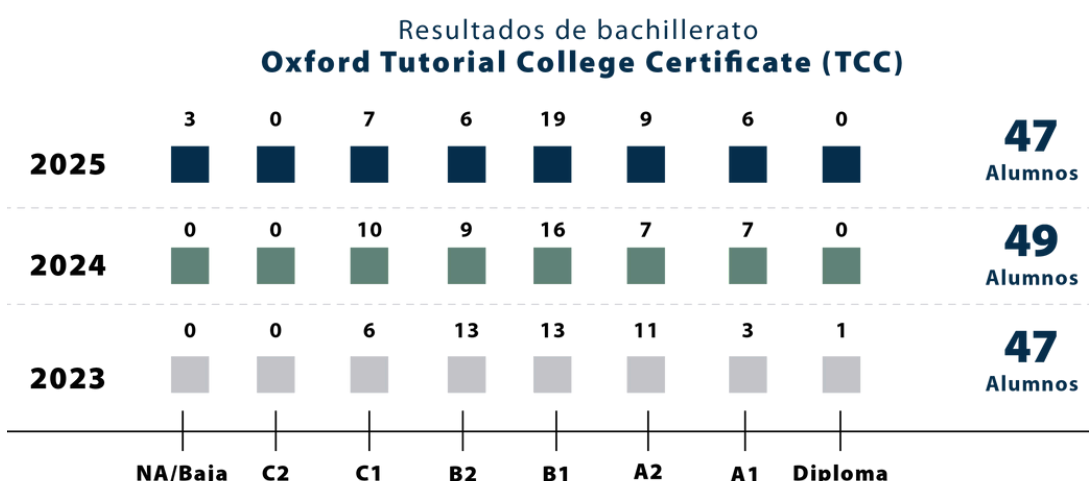 Resultados de bachillerato
Oxford Tutorial College Certificate (TCC)
3 0 7 6 19 9 6 0
2025
47
Alumnos
0 0 10 9 16 7 7 0
2024
49
Alumnos
0 0 6 13 13 11 3 1
2023
47
Alumnos
NA/Baja C2 C1 B2 B1 A2 A1 Diploma